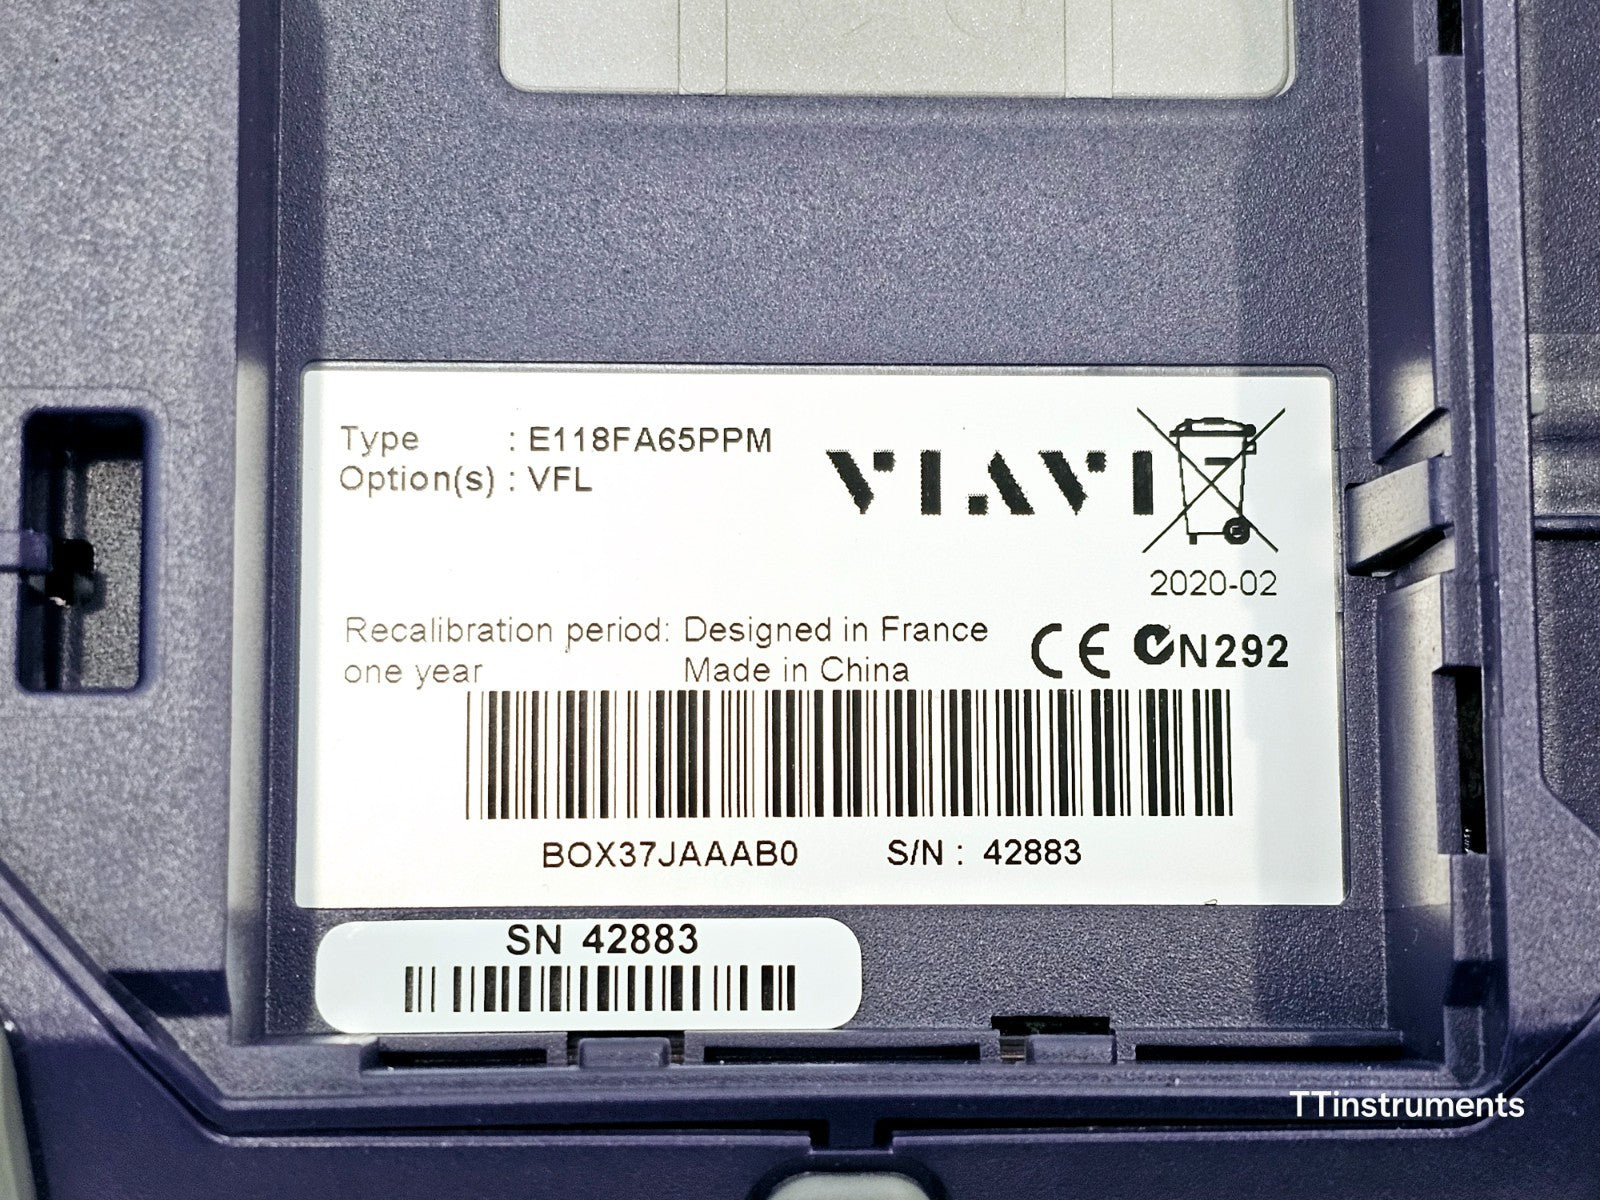 Type : E118FA65PPM
Option(s) : VFL
VIAVI
2020-02
Recalibration period: Designed in France
one year Made in China
CE N292
BOX37JAAAB0 S/N : 42883
SN 42883
TTinstruments